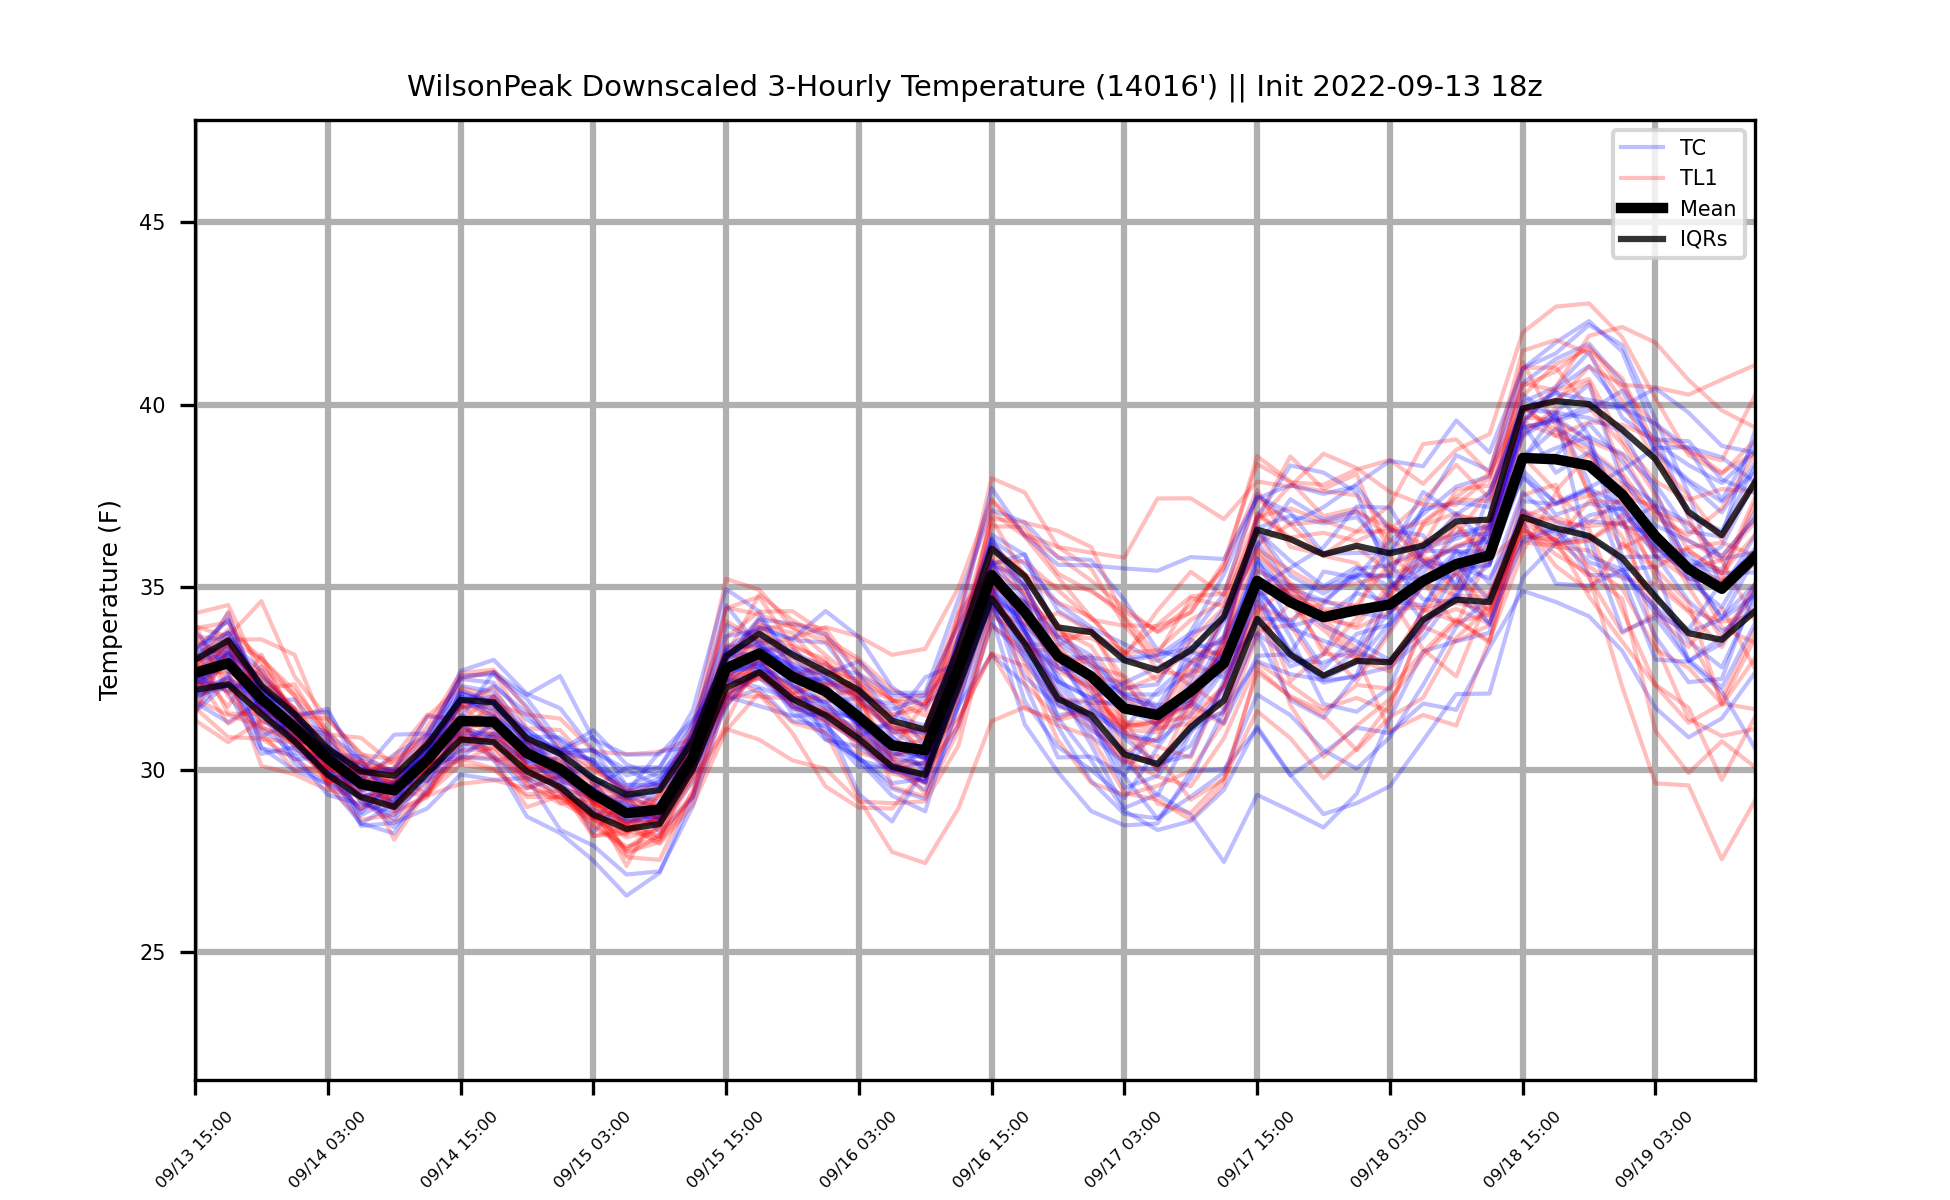 WilsonPeak Downscaled 3-Hourly Temperature (14016') || Init 2022-09-13 18z
TC
TL1
Mean
IQRs
Temperature (F)
45
40
35
30
25
09/13 15:00
09/14 03:00
09/14 15:00
09/15 03:00
09/15 15:00
09/16 03:00
09/16 15:00
09/17 03:00
09/17 15:00
09/18 03:00
09/18 15:00
09/19 03:00